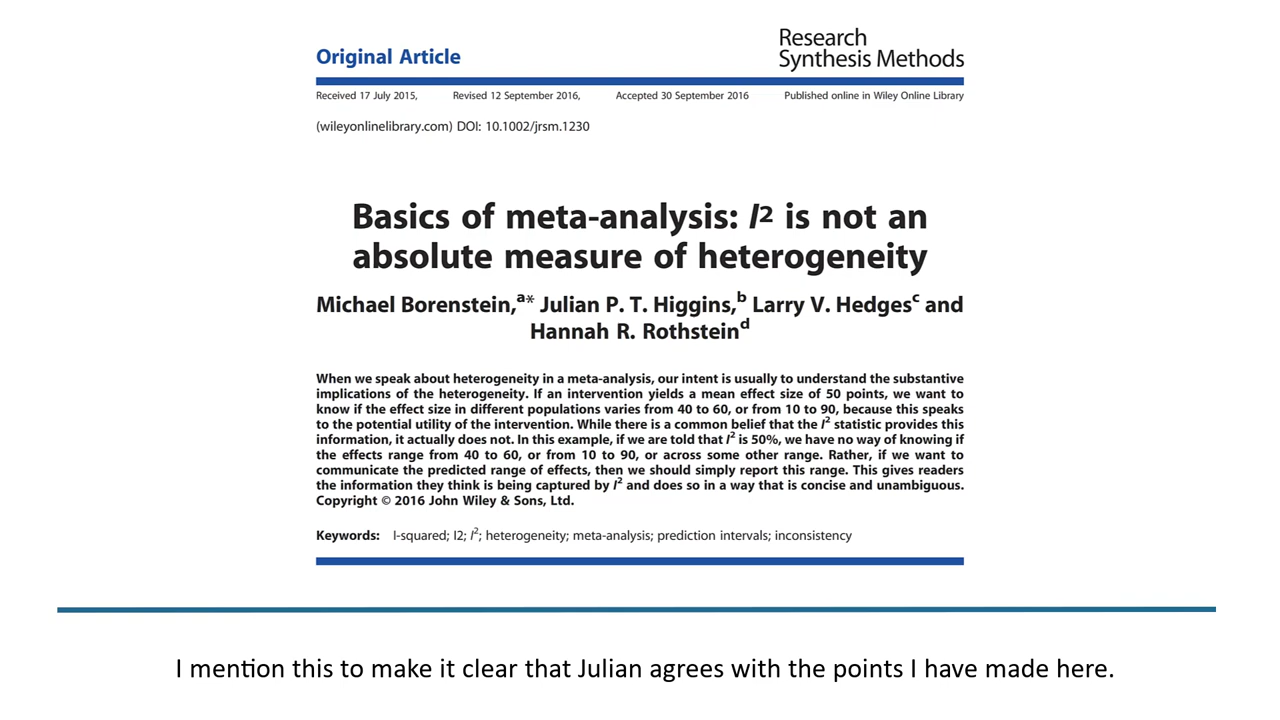 Original Article
Research
Synthesis Methods
Received 17 July 2015, Revised 12 September 2016, Accepted 30 September 2016 Published online in Wiley Online Library
(wileyonlinelibrary.com) DOI: 10.1002/jrsm.1230
Basics of meta-analysis: I2 is not an
absolute measure of heterogeneity
Michael Borenstein,a* Julian P. T. Higgins,b Larry V. Hedgesc and
Hannah R. Rothsteind
When we speak about heterogeneity in a meta-analysis, our intent is usually to understand the substantive
implications of the heterogeneity. If an intervention yields a mean effect size of 50 points, we want to
know if the effect size in different populations varies from 40 to 60, or from 10 to 90, because this speaks
to the potential utility of the intervention. While there is a common belief that the I2 statistic provides this
information, it actually does not. In this example, if we are told that I2 is 50%, we have no way of knowing if
the effects range from 40 to 60, or from 10 to 90, or across some other range. Rather, if we want to
communicate the predicted range of effects, then we should simply report this range. This gives readers
the information they think is being captured by I2 and does so in a way that is concise and unambiguous.
Copyright © 2016 John Wiley & Sons, Ltd.
Keywords: I-squared; I2; I2; heterogeneity; meta-analysis; prediction intervals; inconsistency
I mention this to make it clear that Julian agrees with the points I have made here.